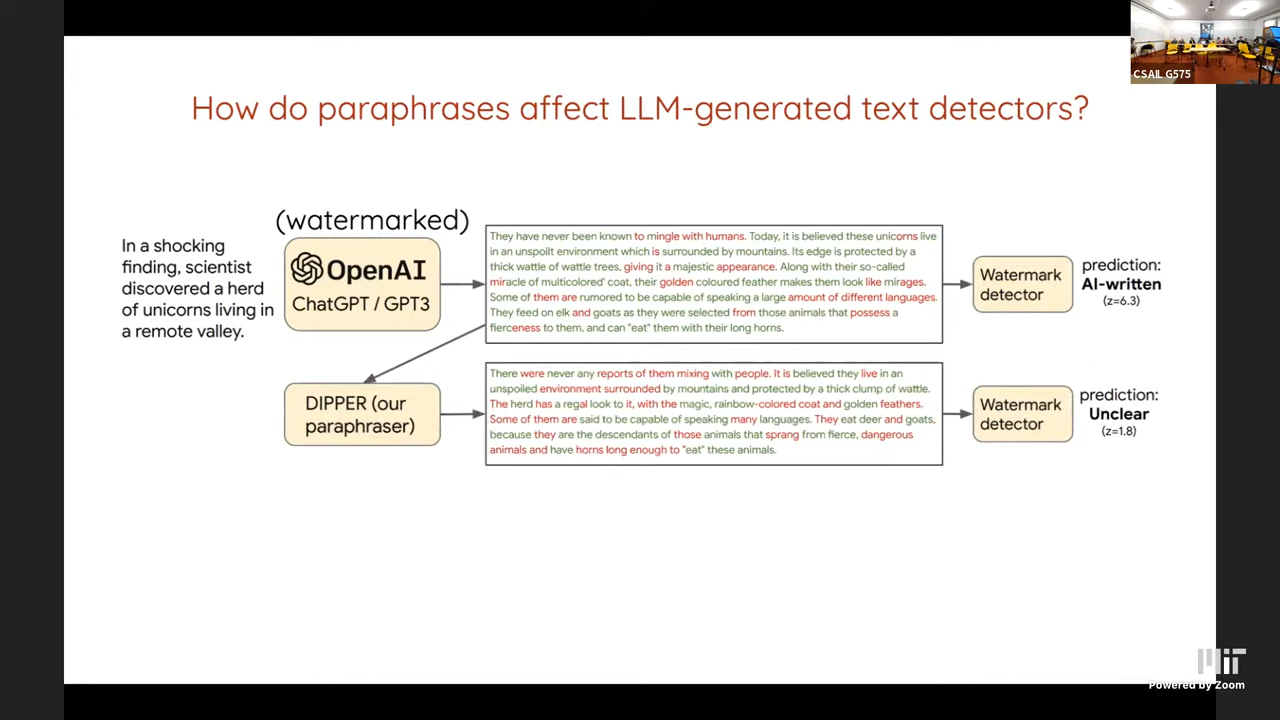 CSAIL G575
How do paraphrases affect LLM-generated text detectors?
(watermarked)
In a shocking
finding, scientist
discovered a herd
of unicorns living in
a remote valley.
OpenAI
ChatGPT / GPT3
They have never been known to mingle with humans. Today, it is believed these unicorns live
in an unspoilt environment which is surrounded by mountains. Its edge is protected by a
thick wattle of wattle trees, giving it a majestic appearance. Along with their so-called
miracle of multicolored' coat, their golden coloured feather makes them look like mirages.
Some of them are rumored to be capable of speaking a large amount of different languages.
They feed on elk and goats as they were selected from those animals that possess a
fierceness to them, and can "eat" them with their long horns.
Watermark
detector
prediction:
AI-written
(z=6.3)
DIPPER (our
paraphraser)
There were never any reports of them mixing with people. It is believed they live in an
unspoiled environment surrounded by mountains and protected by a thick clump of wattle.
The herd has a regal look to it, with the magic, rainbow-colored coat and golden feathers.
Some of them are said to be capable of speaking many languages. They eat deer and goats,
because they are the descendants of those animals that sprang from fierce, dangerous
animals and have horns long enough to "eat" these animals.
Watermark
detector
prediction:
Unclear
(z=1.8)
MIT
Powered by Zoom